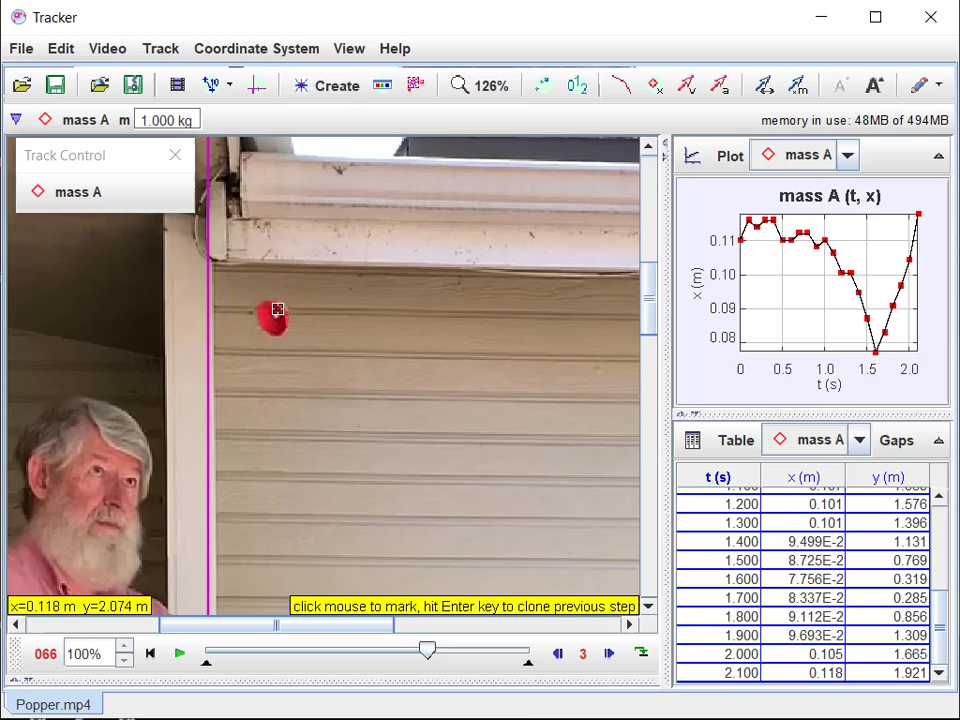 Tracker
File Edit Video Track Coordinate System View Help
Create 126%
mass A m 1.000 kg memory in use: 48MB of 494MB
Track Control
mass A
Plot mass A
mass A (t, x)
x (m)
0.11
0.10
0.09
0.08
0 0.5 1.0 1.5 2.0
t (s)
Table mass A Gaps
t (s) x (m) y (m)
1.200 0.101 1.576
1.300 0.101 1.396
1.400 9.499E-2 1.131
1.500 8.725E-2 0.769
1.600 7.756E-2 0.319
1.700 8.337E-2 0.285
1.800 9.112E-2 0.856
1.900 9.693E-2 1.309
2.000 0.105 1.665
2.100 0.118 1.921
x=0.118 m y=2.074 m click mouse to mark, hit Enter key to clone previous step
066 100% 3
Popper.mp4